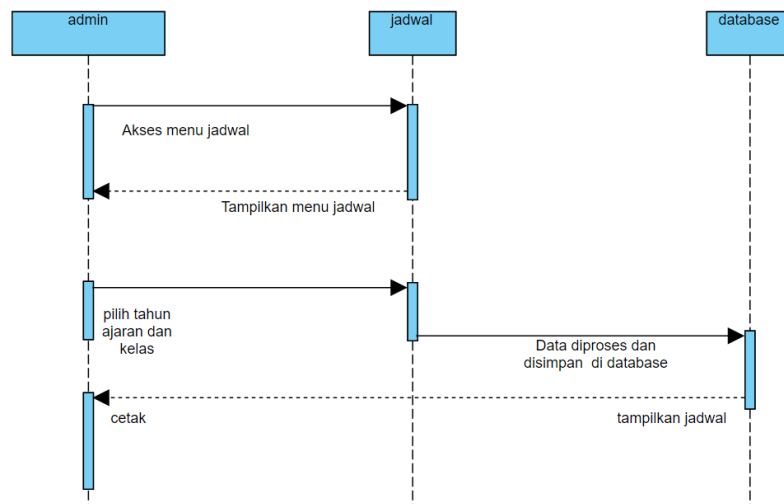 admin
jadwal
database
Akses menu jadwal
Tampilkan menu jadwal
pilih tahun
ajaran dan
kelas
Data diproses dan
disimpan  di database
cetak
tampilkan jadwal